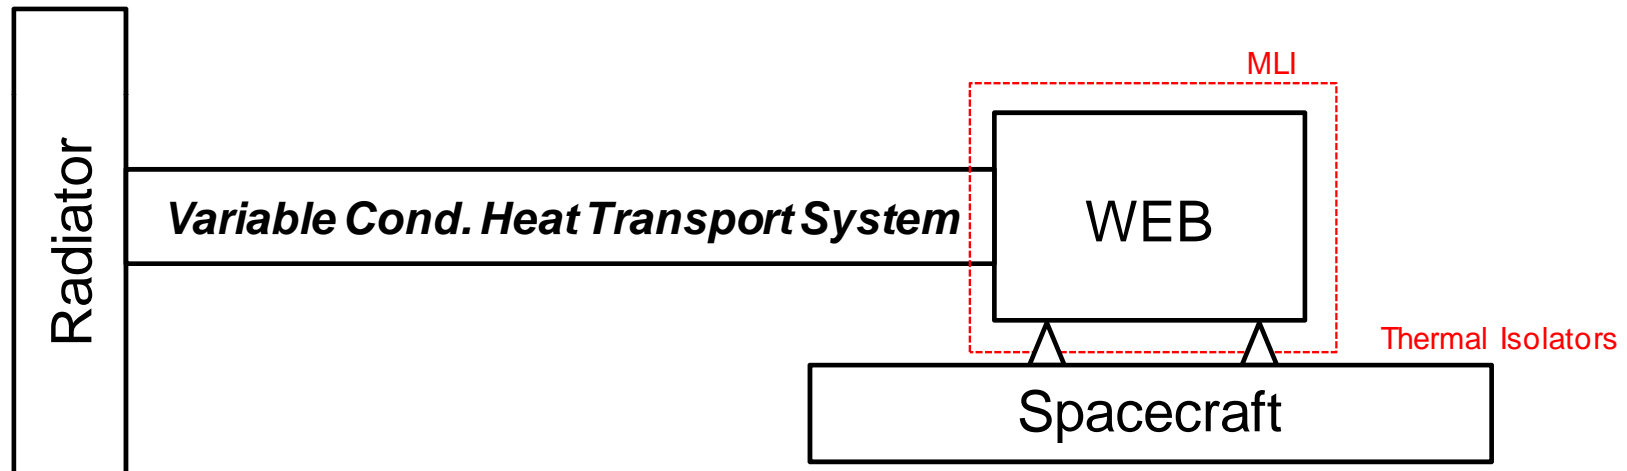 MLI
Radiator
Variable Cond. Heat Transport System
WEB
Thermal Isolators
Spacecraft